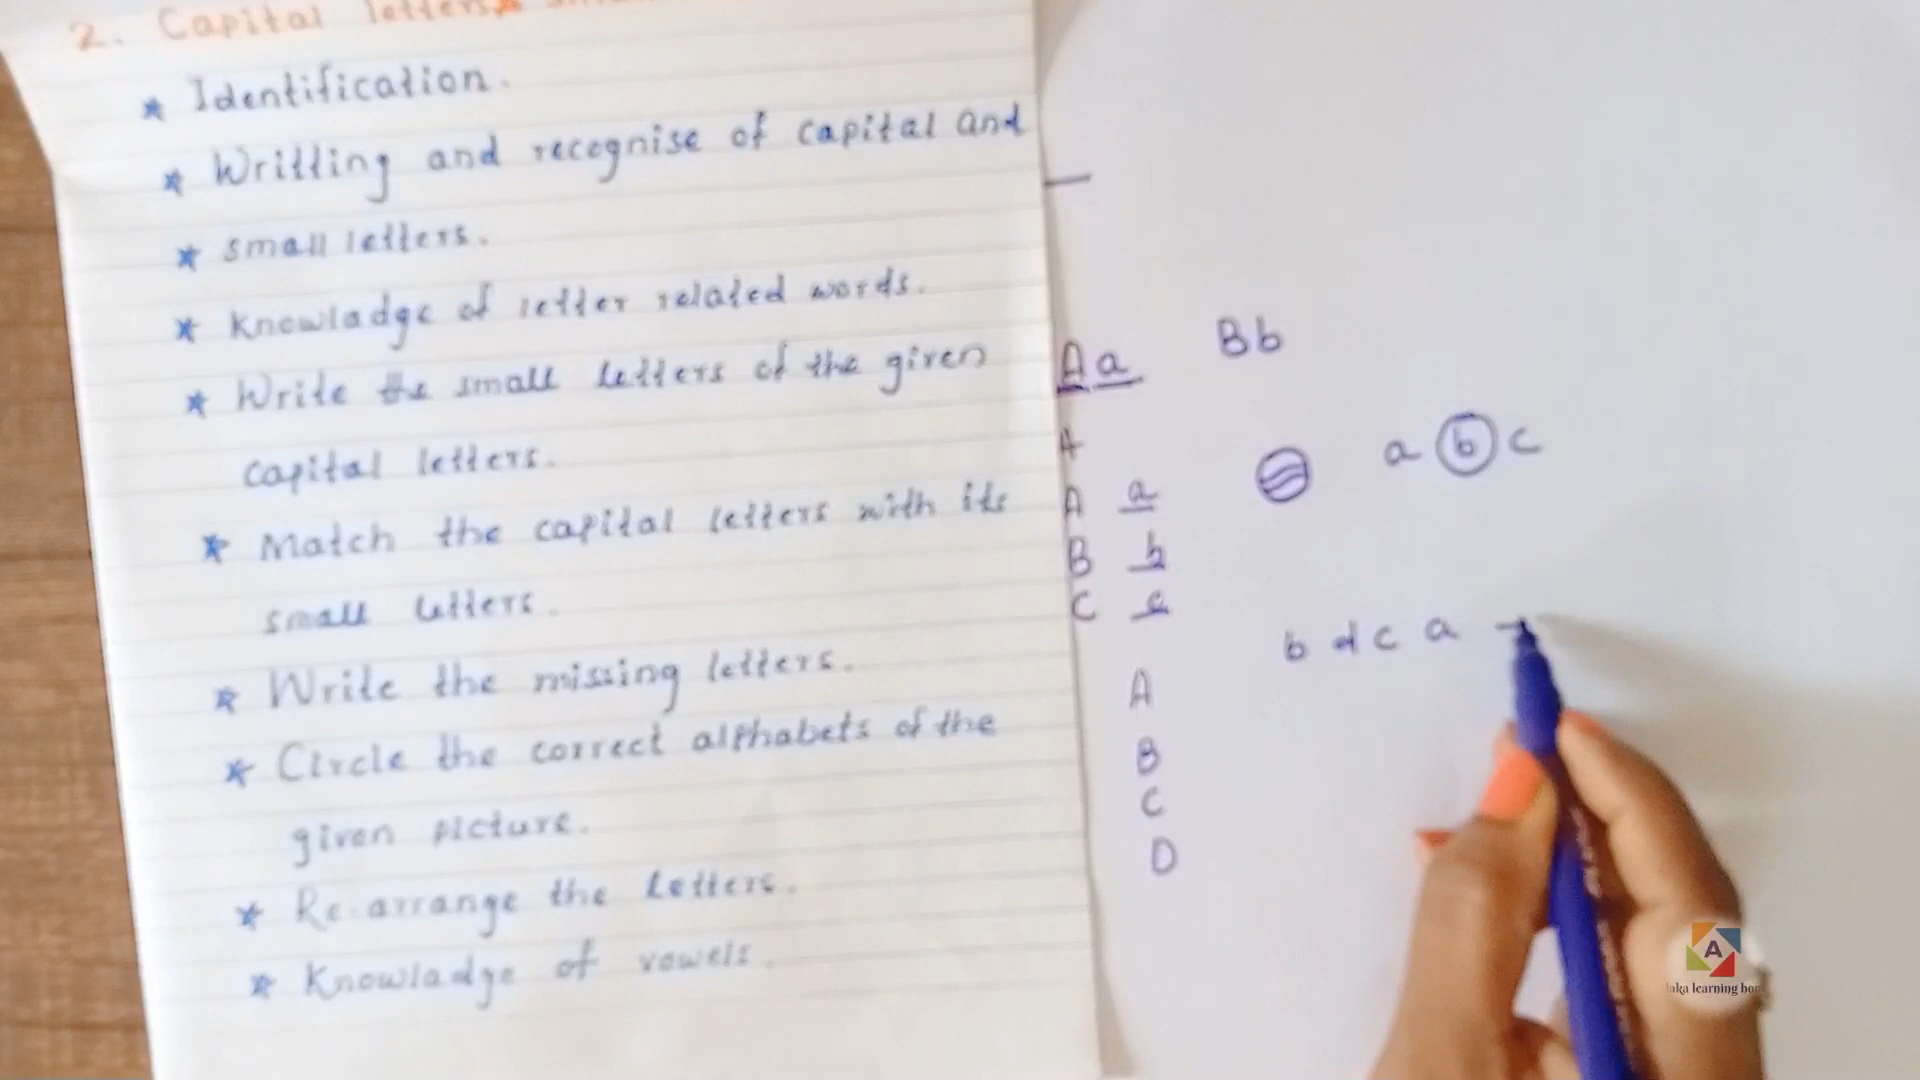 2. Capital letters,
* Identification.
* Writting and recognise of capital and
* small letters.
* Knowladge of letter related words.
* Write the small letters of the given
capital letters.
* Match the capital letters with its
small letters.
* Write the missing letters.
* Circle the correct alphabets of the
given picture.
* Re-arrange the letters.
* Knowladge of vowels.
Aa Bb
A
a b c
A a
B b
C c
b d c a
A
B
C
D
A
learning